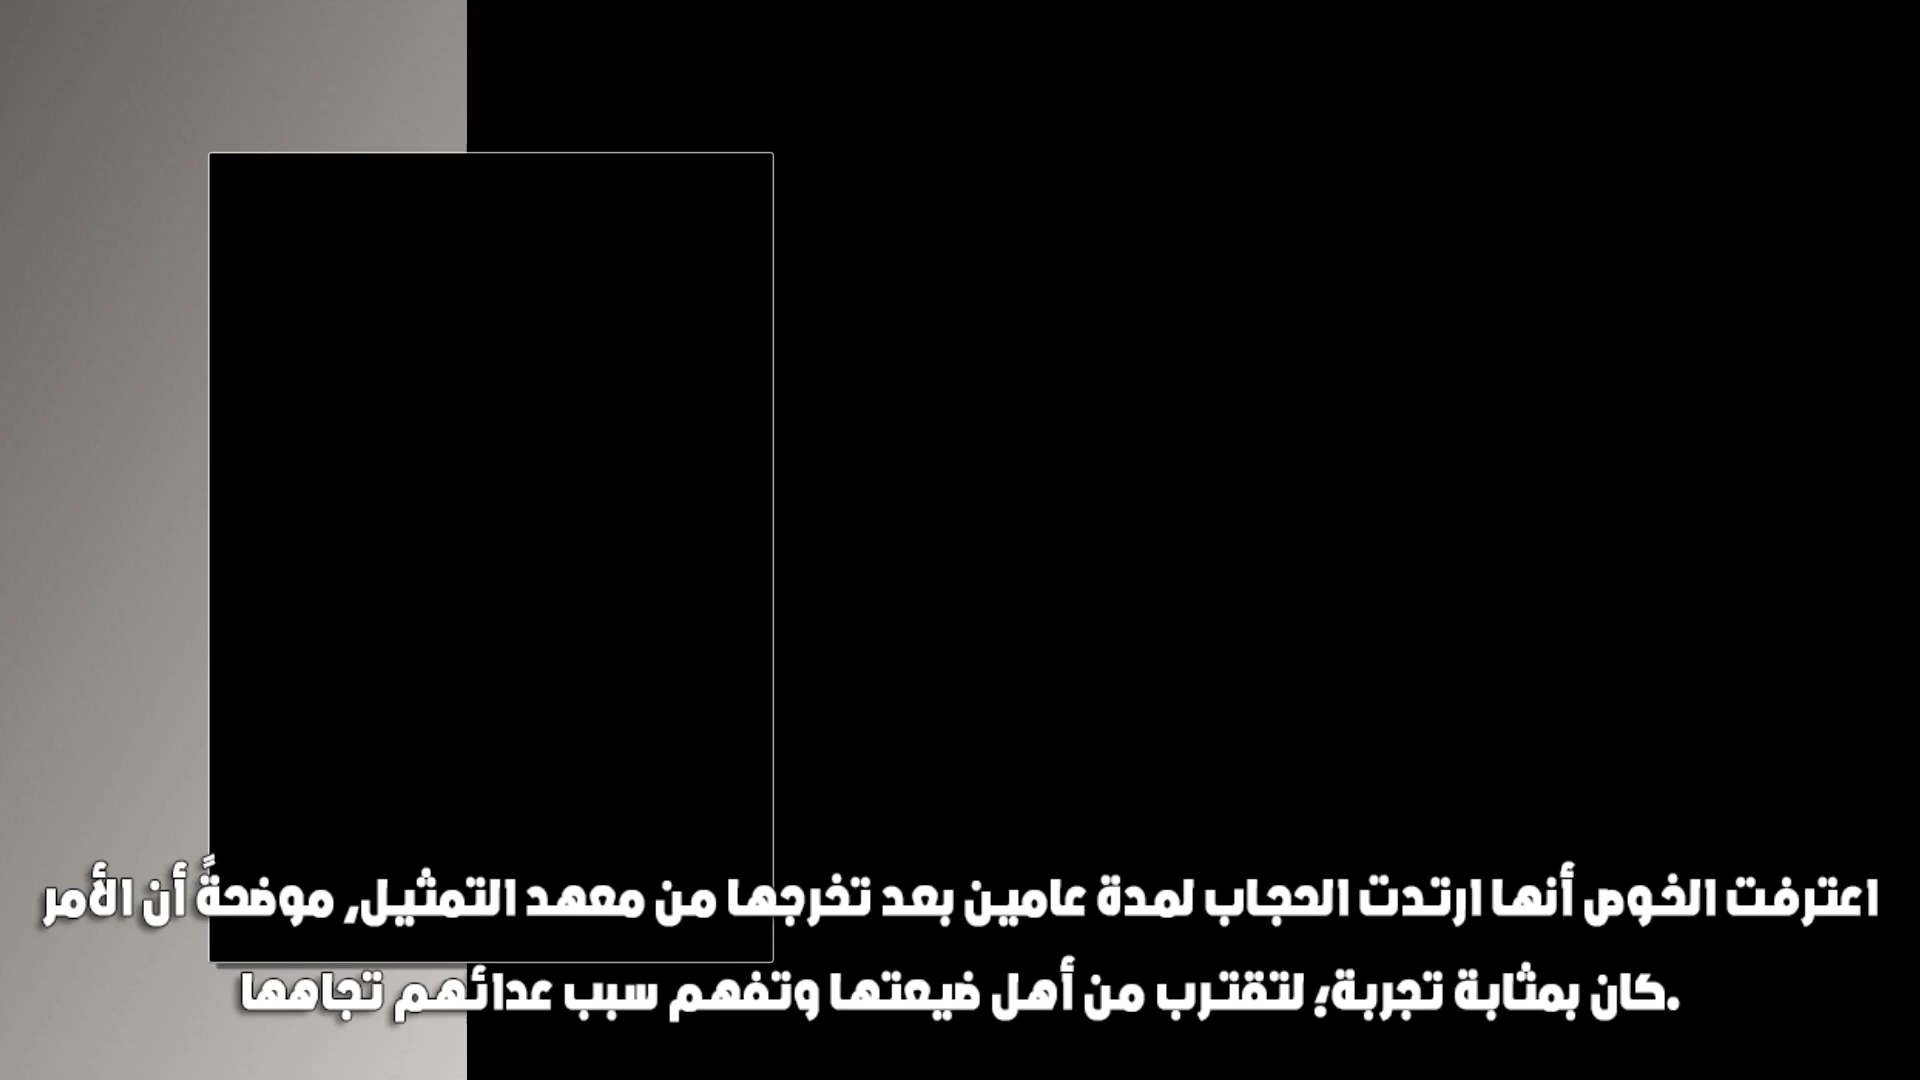 اعترفت الخوص أنها ارتدت الحجاب لمدة عامين بعد تخرجها من معهد التمثيل, موضحةً أن الأمر
.كان بمثابة تجربة؛ لتقترب من أهل ضيعتها وتفهم سبب عدائهم تجاهها